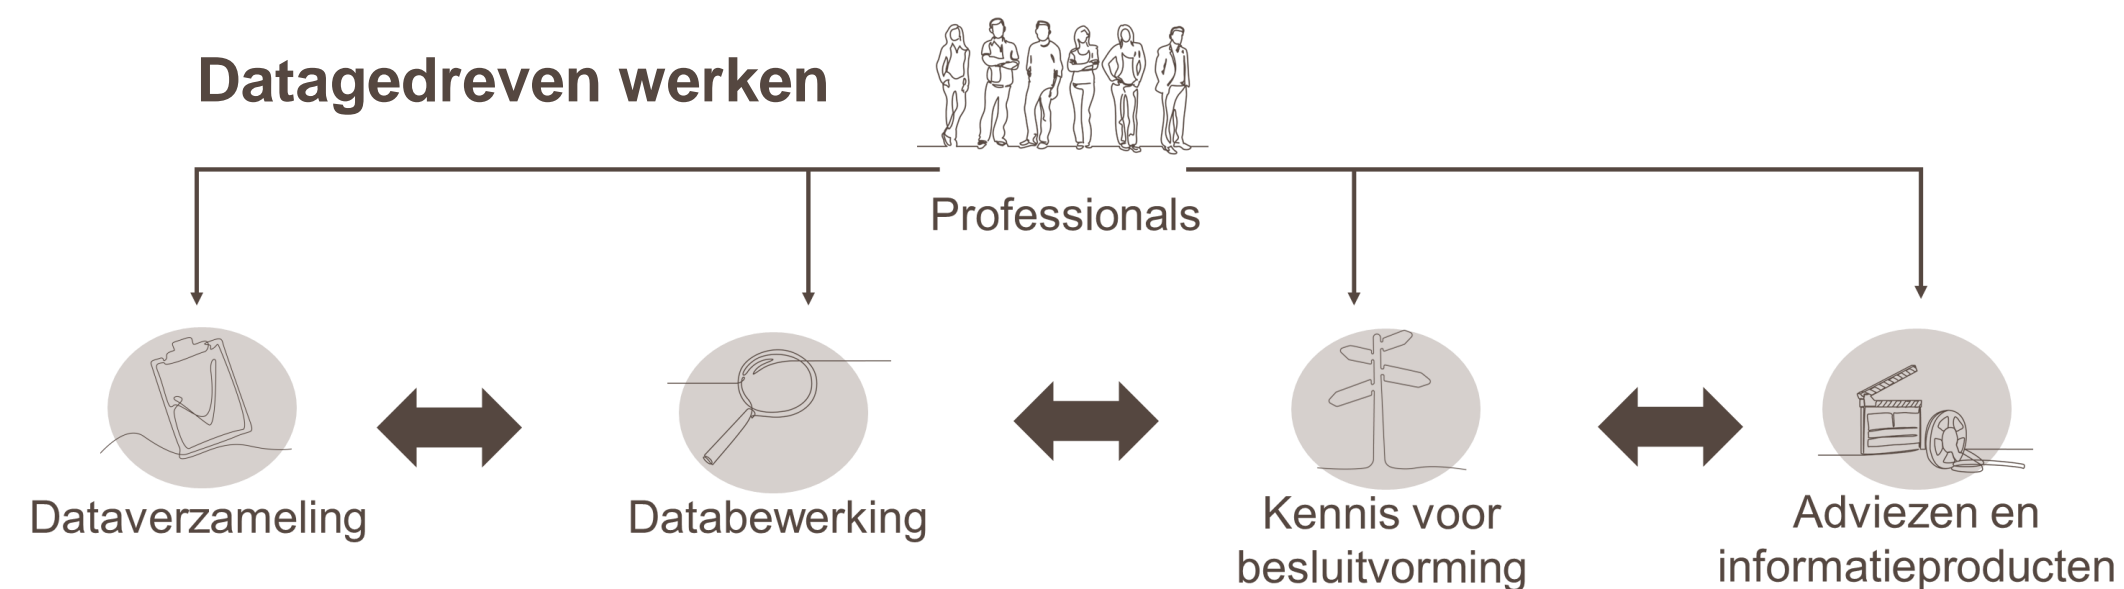 Datagedreven werken
Professionals
Dataverzameling
Databewerking
Kennis voor
besluitvorming
Adviezen en
informatieproducten